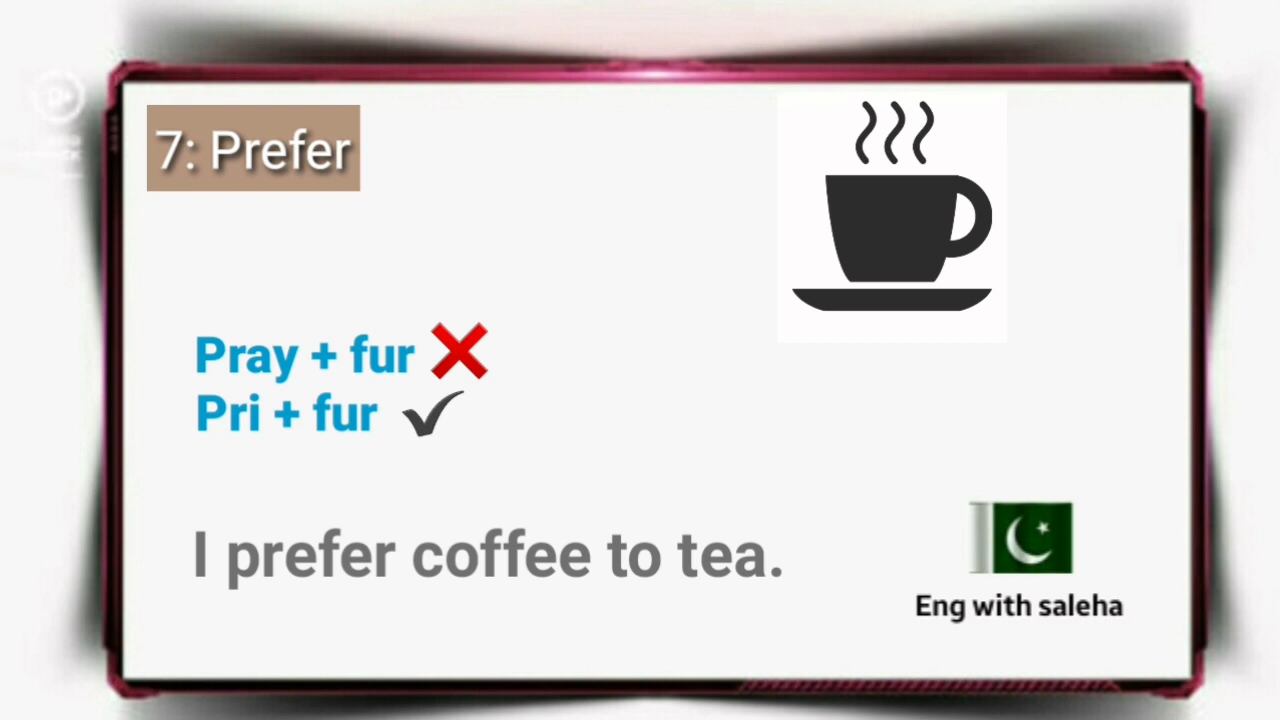 7: Prefer
Pray + fur ❌
Pri + fur ✔
I prefer coffee to tea.
Eng with saleha